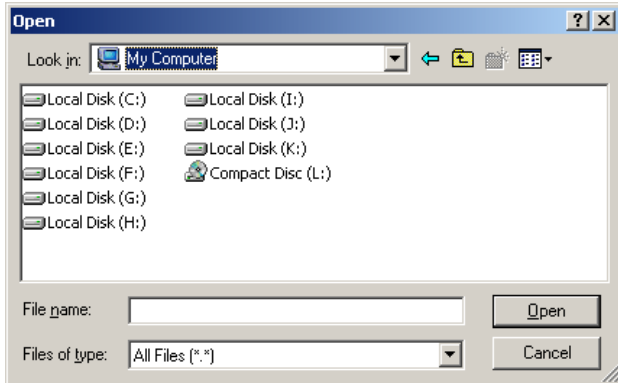 Open
Look in: My Computer
Local Disk (C:) Local Disk (I:)
Local Disk (D:) Local Disk (J:)
Local Disk (E:) Local Disk (K:)
Local Disk (F:) Compact Disc (L:)
Local Disk (G:)
Local Disk (H:)
File name: Open
Files of type: All Files (*.*) Cancel